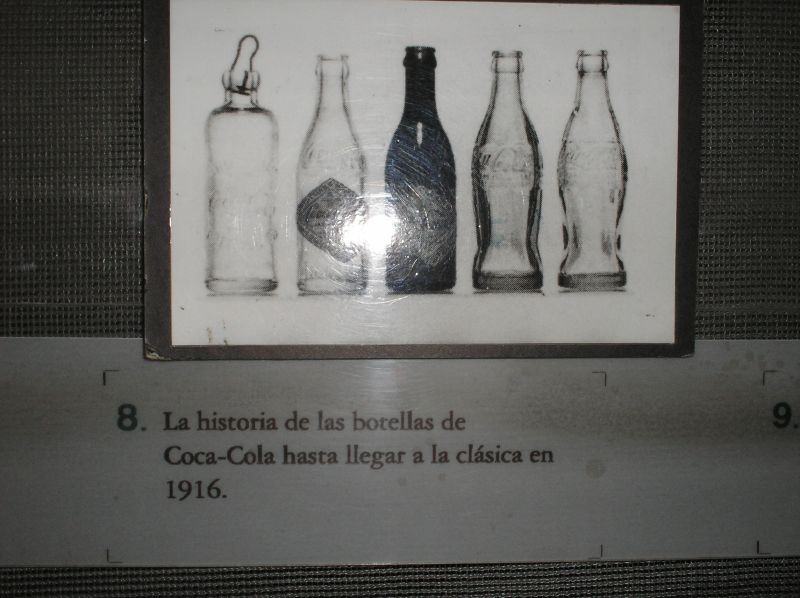 8. La historia de las botellas de
Coca-Cola hasta llegar a la clásica en
1916.
9.